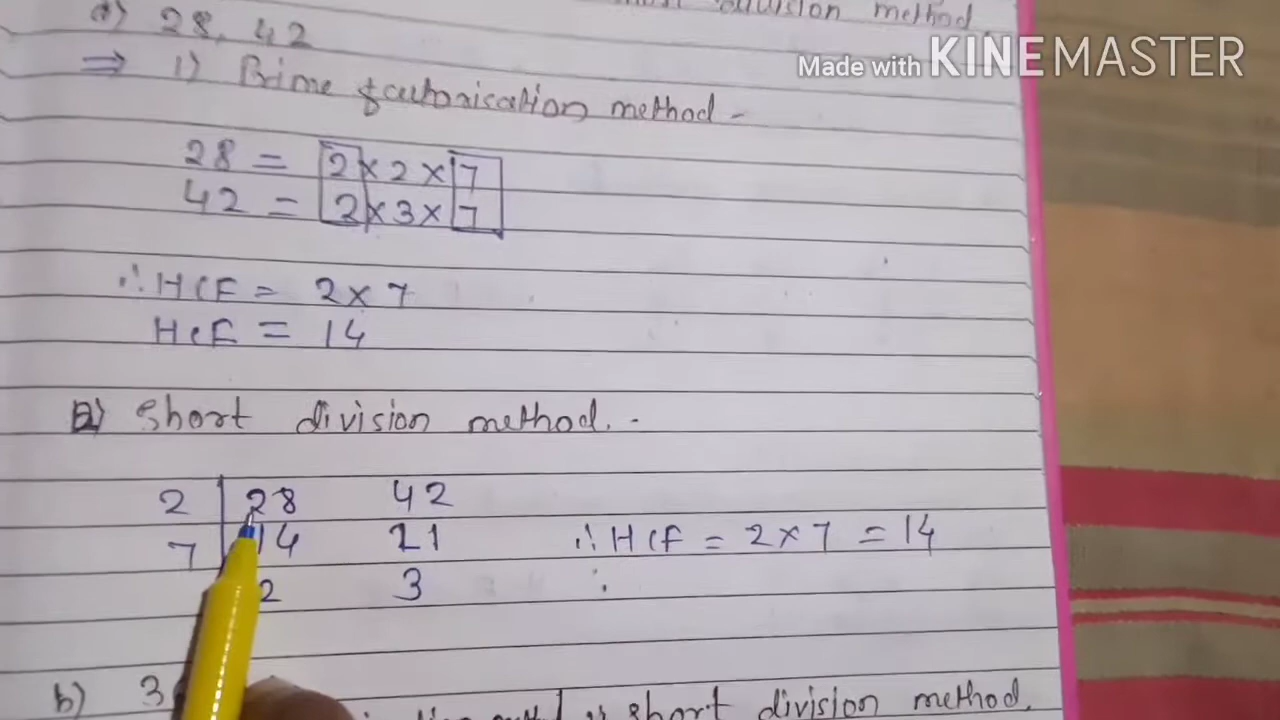 division method
Made with KINEMASTER
a) 28, 42
⇒ 1) Prime factorisation method -
28 = 2 × 2 × 7
42 = 2 × 3 × 7
∴ HCF = 2 × 7
HCF = 14
2) Short division method. -
2 | 28 42
7 | 14 21
2 3
∴ HCF = 2 × 7 = 14
b) 3
short division method.